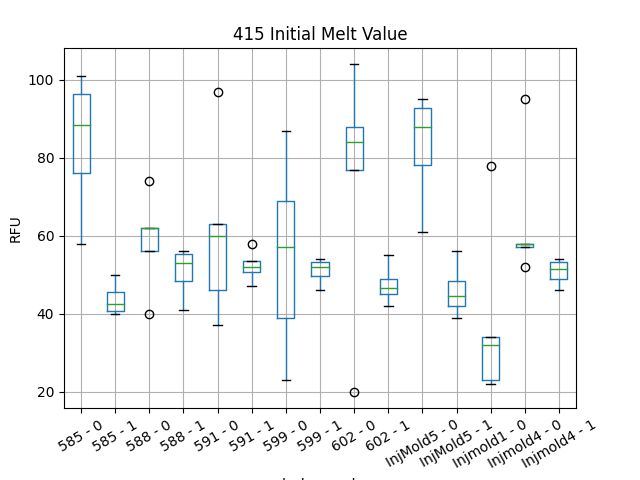 415 Initial Melt Value
RFU
100
80
60
40
20
585 - 0
585 - 1
588 - 0
588 - 1
591 - 0
591 - 1
599 - 0
599 - 1
602 - 0
602 - 1
InjMold5 - 0
InjMold5 - 1
Injmold1 - 0
Injmold4 - 0
Injmold4 - 1